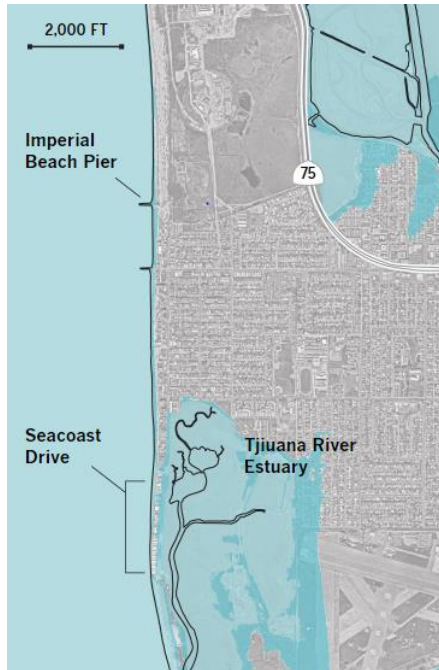 2,000 FT
Imperial
Beach Pier
75
Seacoast
Drive
Tjiuana River
Estuary